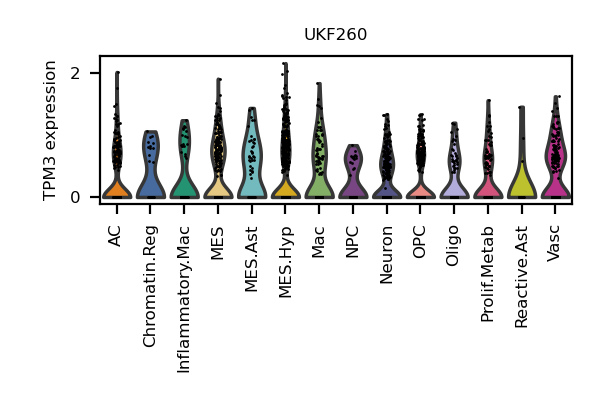 UKF260
TPM3 expression
2
0
AC
Chromatin.Reg
Inflammatory.Mac
MES
MES.Ast
MES.Hyp
Mac
NPC
Neuron
OPC
Oligo
Prolif.Metab
Reactive.Ast
Vasc